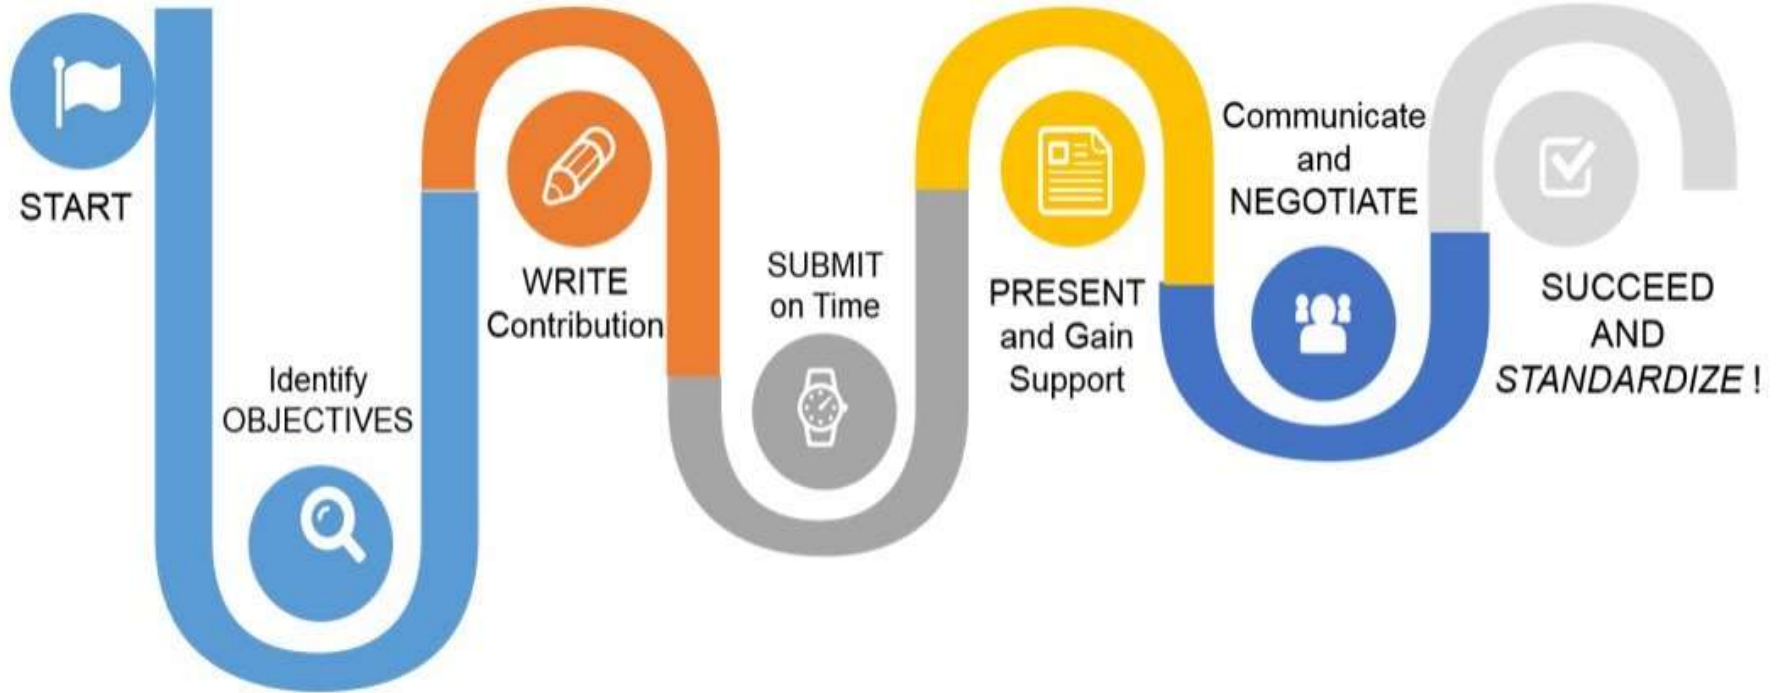 START
Identify
OBJECTIVES
WRITE
Contribution
SUBMIT
on Time
PRESENT
and Gain
Support
Communicate
and
NEGOTIATE
SUCCEED
AND
STANDARDIZE !